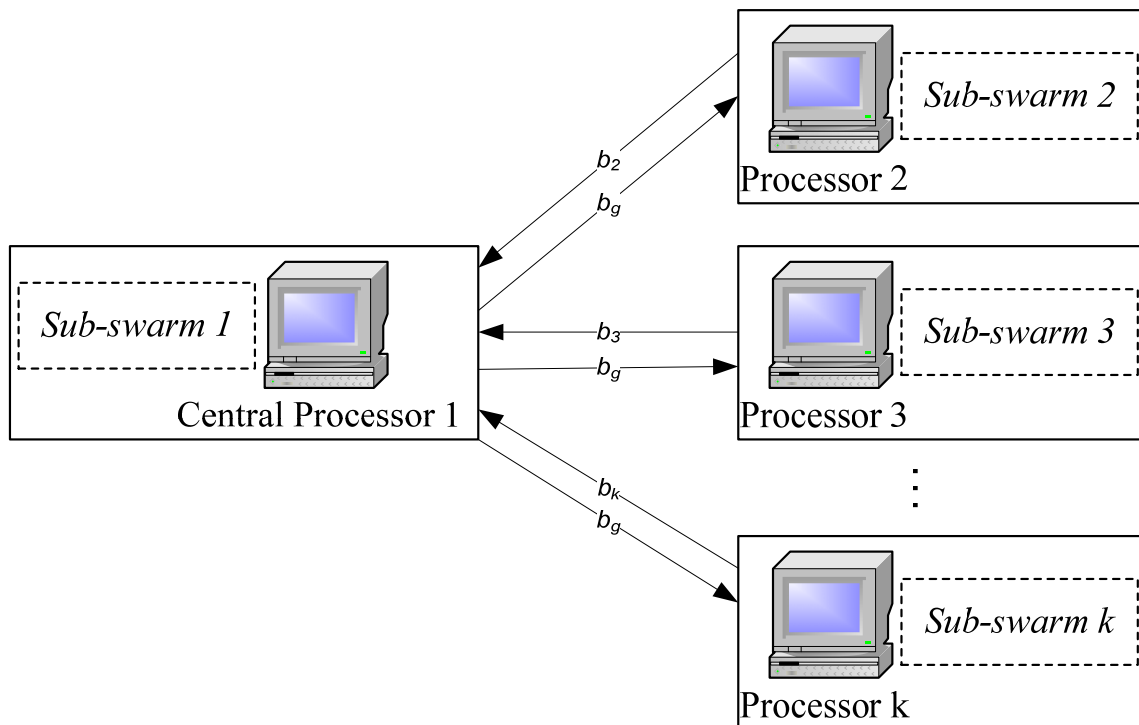 Sub-swarm 2
Processor 2
b2
bg
Sub-swarm 1
Central Processor 1
b3
bg
Sub-swarm 3
Processor 3
⋮
bk
bg
Sub-swarm k
Processor k